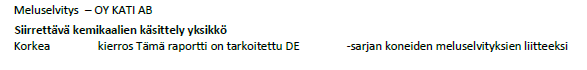 Meluselvitys – OY KATI AB
Siirrettävä kemikaalien käsittely yksikkö
Korkea kierros Tämä raportti on tarkoitettu DE -sarjan koneiden meluselvityksien liitteeksi